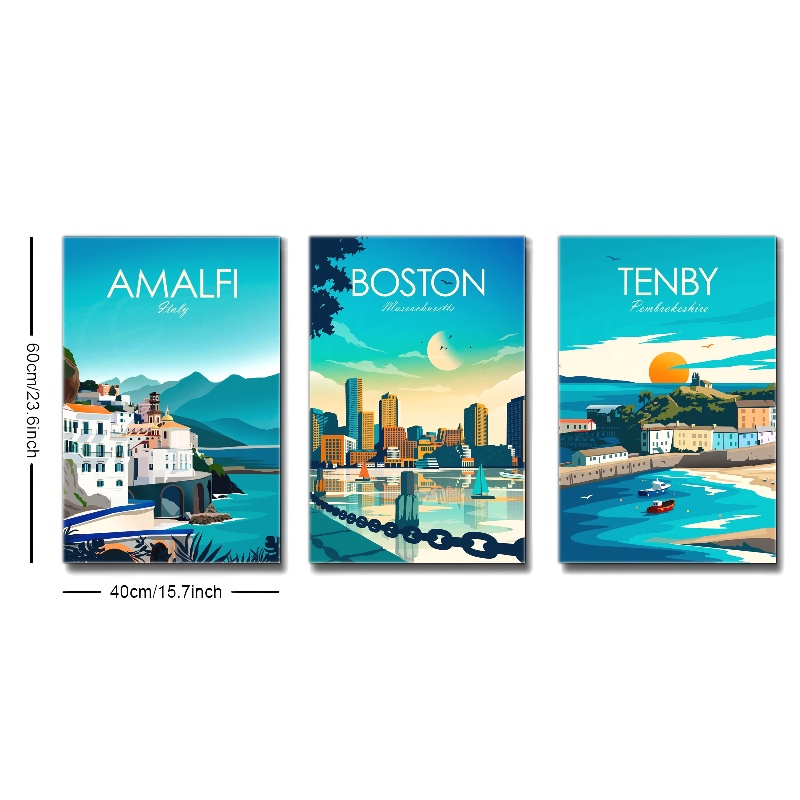 AMALFI
Italy
BOSTON
Massachusetts
TENBY
Pembrokeshire
60cm/23.6inch
40cm/15.7inch